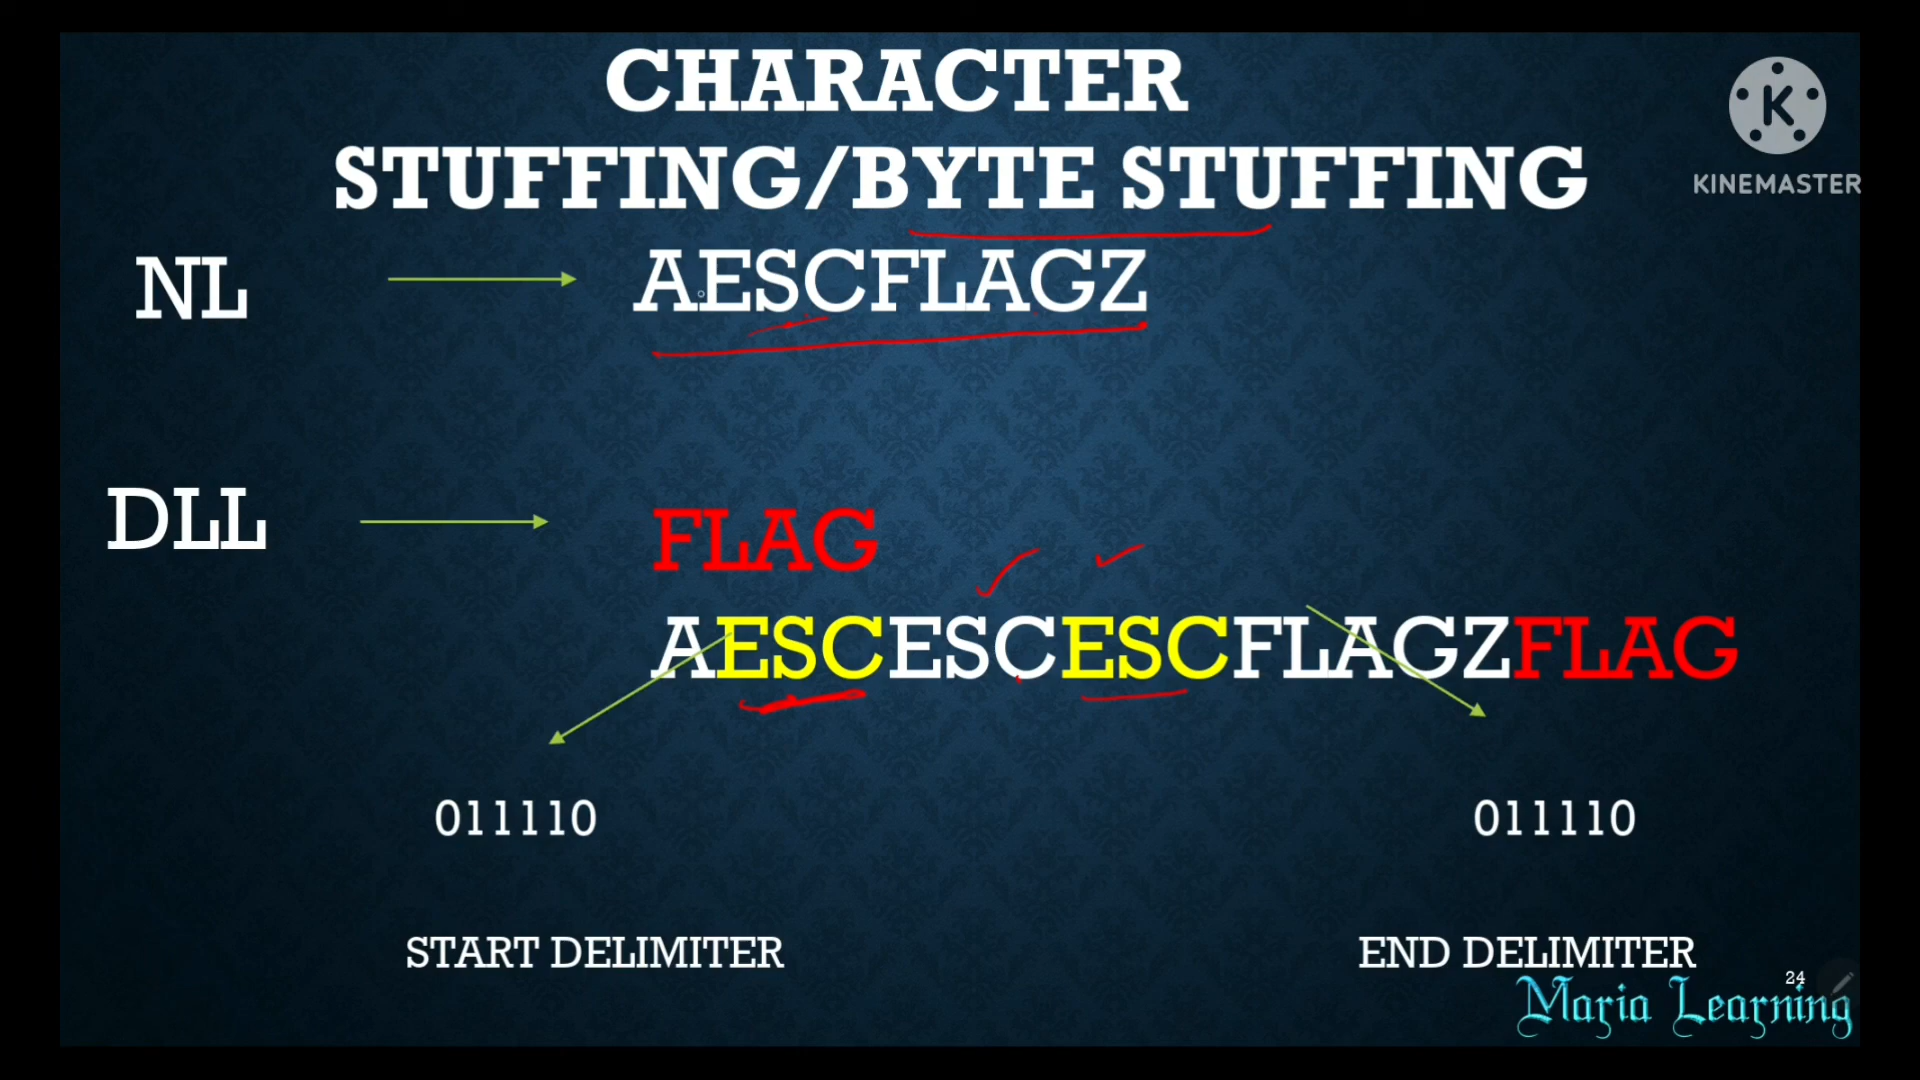 CHARACTER
STUFFING/BYTE STUFFING
KINEMASTER
NL
AESCFLAGZ
DLL
FLAG
AESCESCESCFLAGZFLAG
011110
011110
START DELIMITER
END DELIMITER
24
Maria Learning